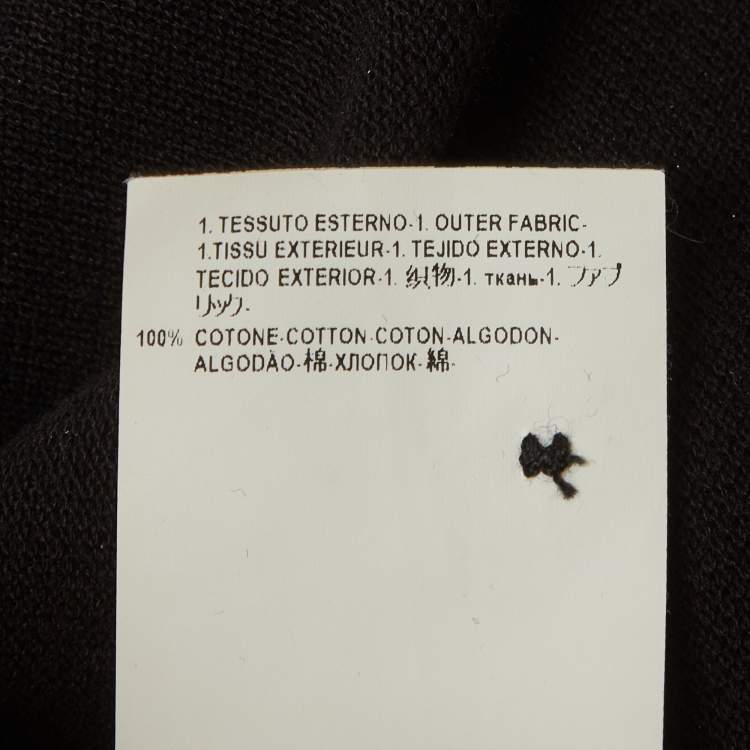 1. TESSUTO ESTERNO-1. OUTER FABRIC-
1.TISSU EXTERIEUR-1. TEJIDO EXTERNO-1.
TECIDO EXTERIOR-1. 织物-1. ткань-1. ファブ
リック-
100% COTONE-COTTON-COTON-ALGODON-
ALGODÃO-棉-ХЛОПОК-綿-